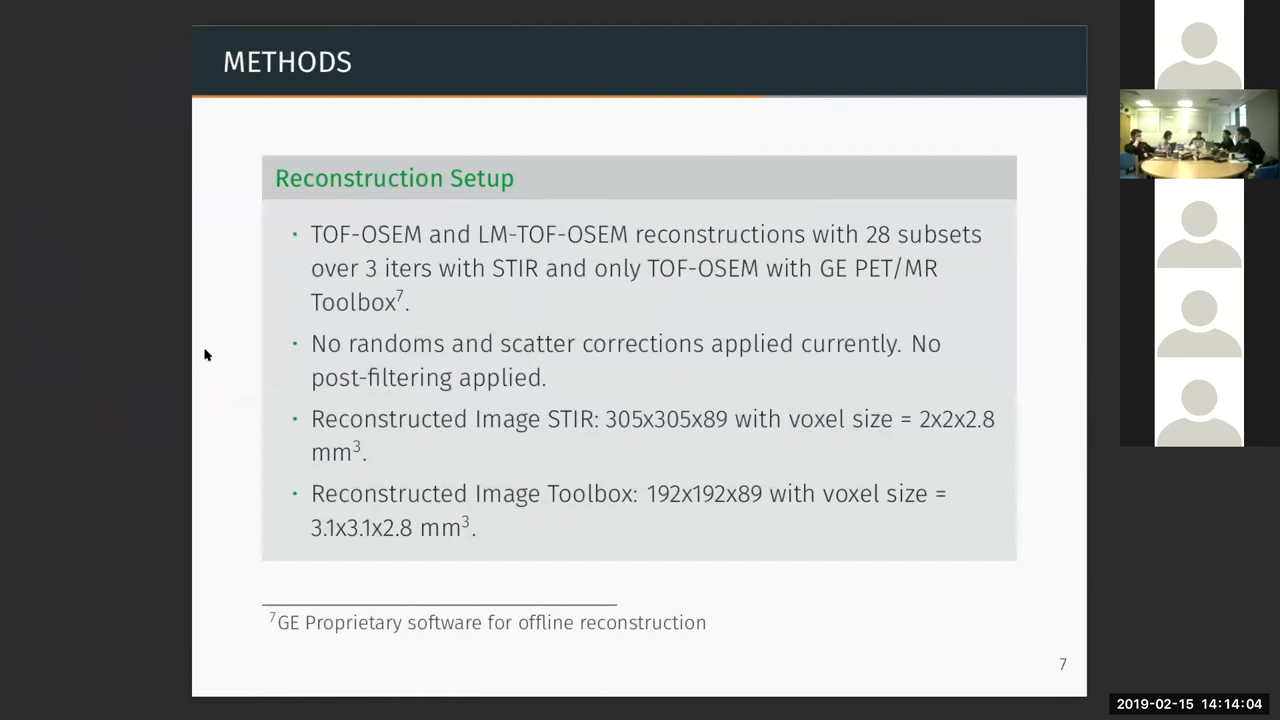 METHODS
Reconstruction Setup
· TOF-OSEM and LM-TOF-OSEM reconstructions with 28 subsets
over 3 iters with STIR and only TOF-OSEM with GE PET/MR
Toolbox⁷.
· No randoms and scatter corrections applied currently. No
post-filtering applied.
· Reconstructed Image STIR: 305x305x89 with voxel size = 2x2x2.8
mm³.
· Reconstructed Image Toolbox: 192x192x89 with voxel size =
3.1x3.1x2.8 mm³.
⁷GE Proprietary software for offline reconstruction
7
2019-02-15 14:14:04